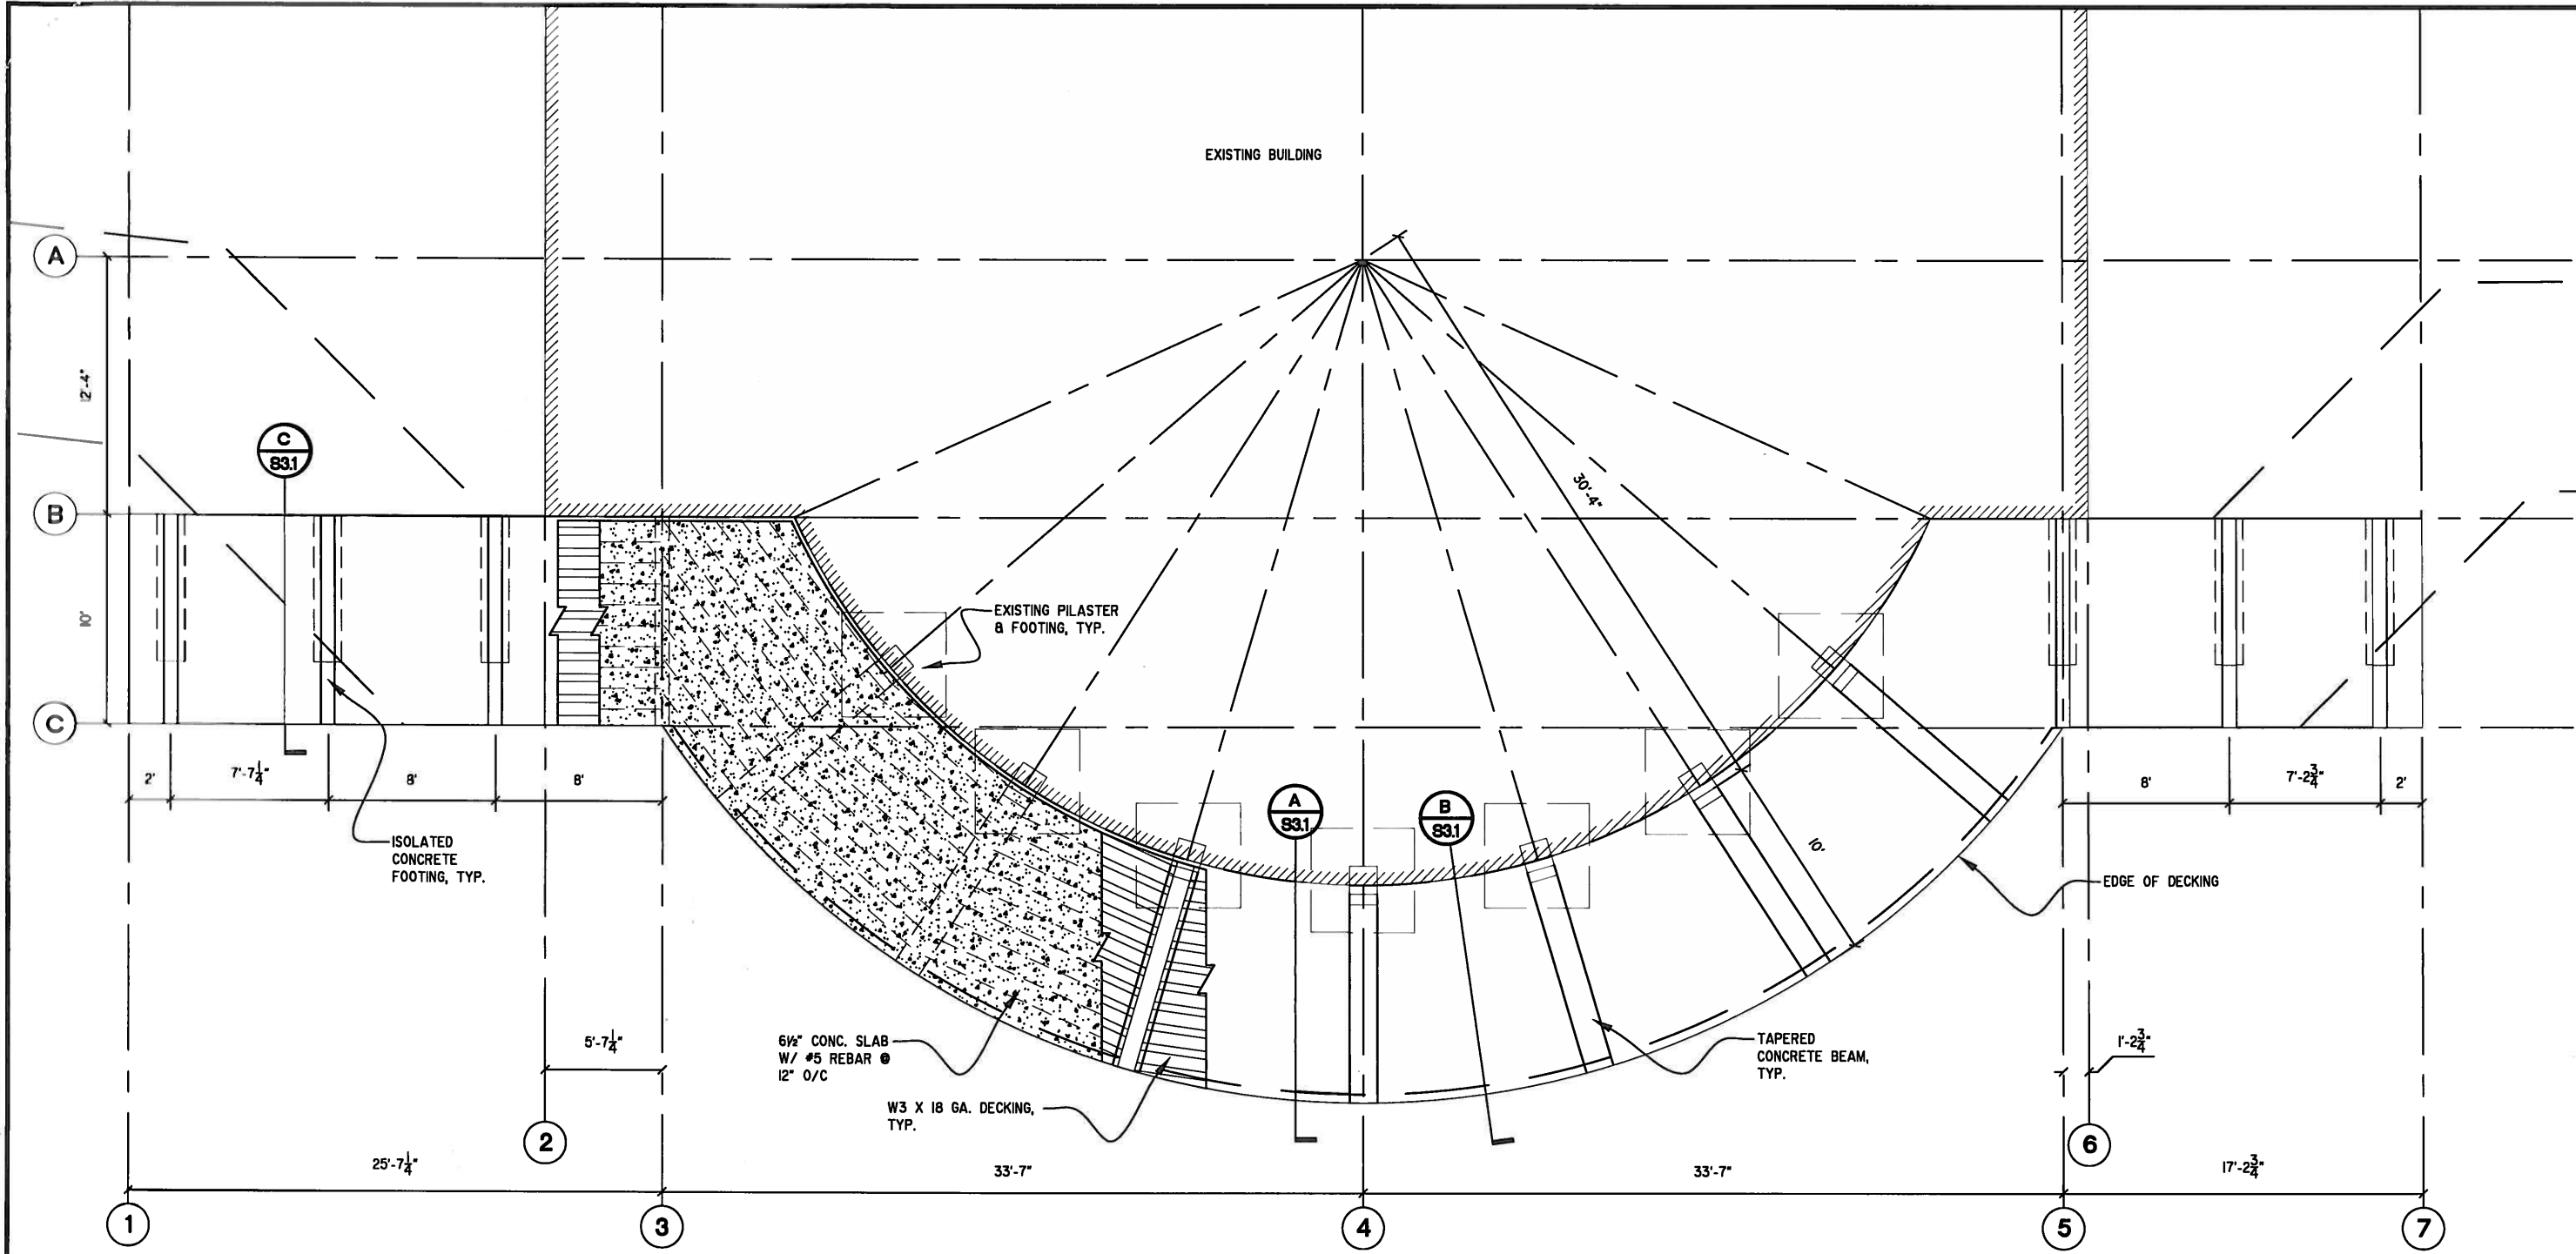 EXISTING BUILDING
A
12'-4"
30'-4"
C
S3.1
B
EXISTING PILASTER
& FOOTING, TYP.
10'
C
2'
7'-7¼"
8'
8'
A
S3.1
B
S3.1
10'
8'
7'-2¾"
2'
ISOLATED
CONCRETE
FOOTING, TYP.
EDGE OF DECKING
5'-7¼"
6½" CONC. SLAB
W/ #5 REBAR @
12" O/C
TAPERED
CONCRETE BEAM,
TYP.
1'-2¾"
W3 X 18 GA. DECKING,
TYP.
2
6
25'-7¼"
33'-7"
33'-7"
17'-2¾"
1
3
4
5
7